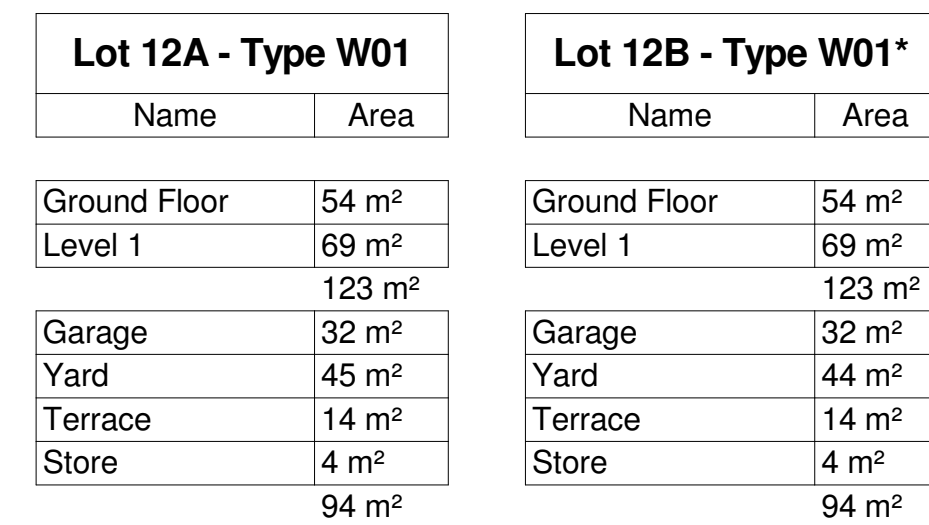 Lot 12A - Type W01
Name Area
Ground Floor 54 m²
Level 1 69 m²
123 m²
Garage 32 m²
Yard 45 m²
Terrace 14 m²
Store 4 m²
94 m²
Lot 12B - Type W01*
Name Area
Ground Floor 54 m²
Level 1 69 m²
123 m²
Garage 32 m²
Yard 44 m²
Terrace 14 m²
Store 4 m²
94 m²